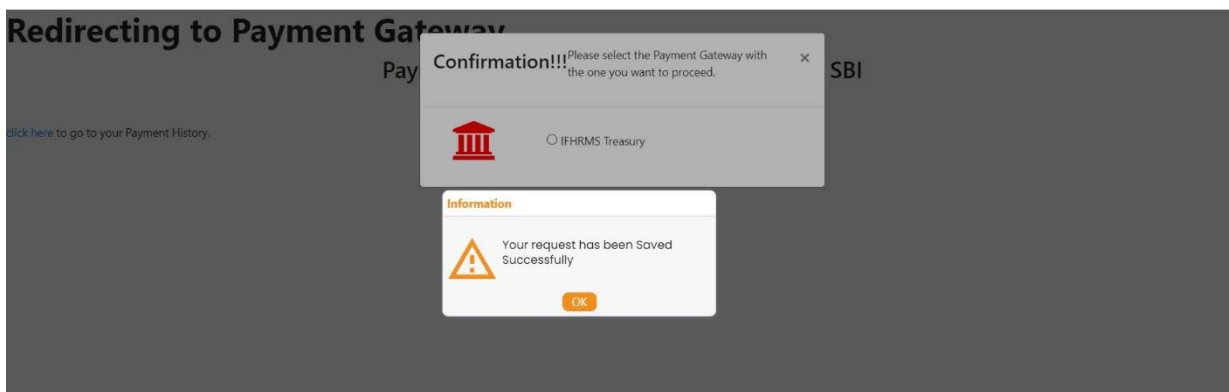 Redirecting to Payment Gateway
Pay
SBI
Confirmation!!!
Please select the Payment Gateway with
the one you want to proceed.
×
click here to go to your Payment History.
IFHRMS Treasury
Information
Your request has been Saved
Successfully
OK